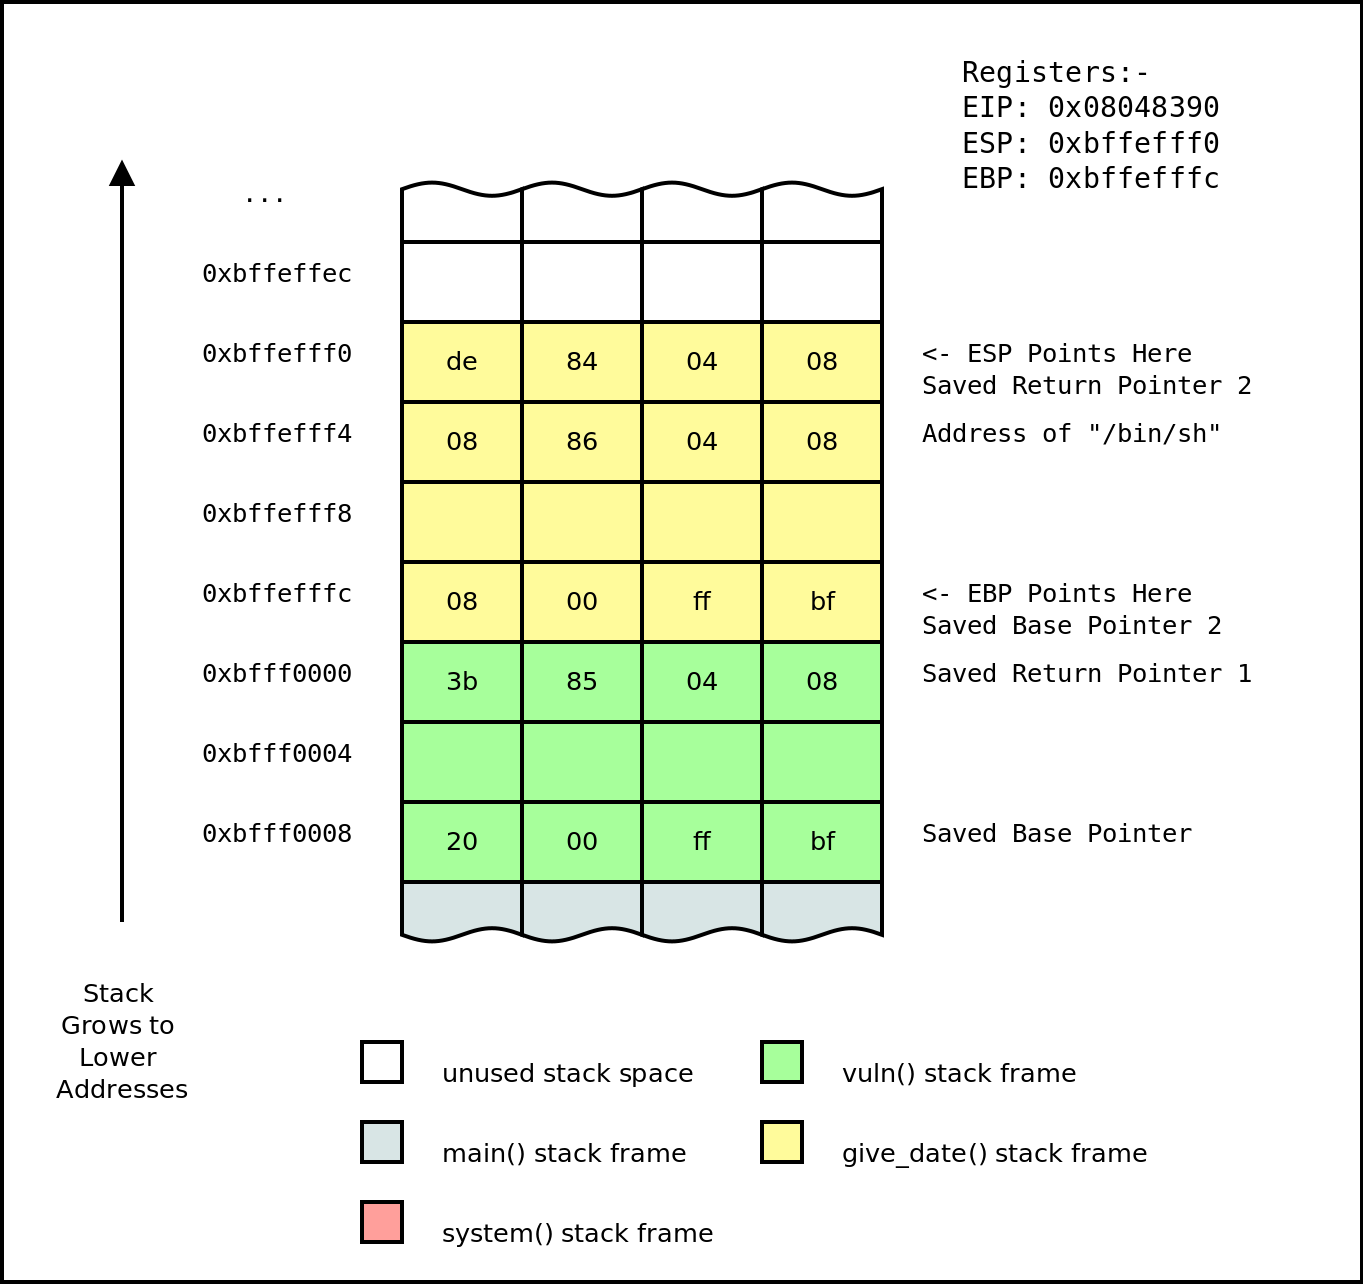 Registers:-
EIP: 0x08048390
ESP: 0xbffefff0
EBP: 0xbffefffc
...
0xbffeffec
0xbffefff0 de 84 04 08 <- ESP Points Here
Saved Return Pointer 2
0xbffefff4 08 86 04 08 Address of "/bin/sh"
0xbffefff8
0xbffefffc 08 00 ff bf <- EBP Points Here
Saved Base Pointer 2
0xbfff0000 3b 85 04 08 Saved Return Pointer 1
0xbfff0004
0xbfff0008 20 00 ff bf Saved Base Pointer
Stack
Grows to
Lower
Addresses
unused stack space
vuln() stack frame
main() stack frame
give_date() stack frame
system() stack frame